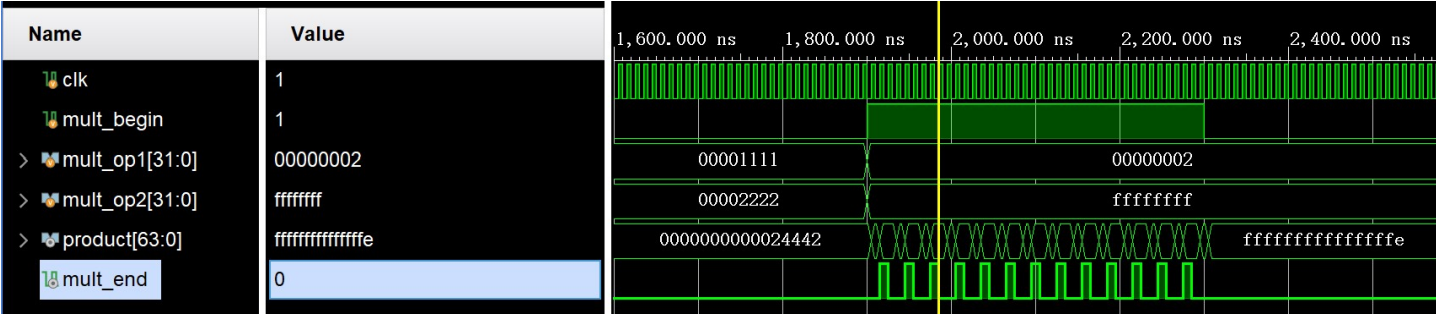 Name Value 1,600.000 ns 1,800.000 ns 2,000.000 ns 2,200.000 ns 2,400.000 ns
clk 1
mult_begin 1
mult_op1[31:0] 00000002 00001111 00000002
mult_op2[31:0] ffffffff 00002222 ffffffff
product[63:0] fffffffffffffffe 0000000000024442 fffffffffffffffe
mult_end 0